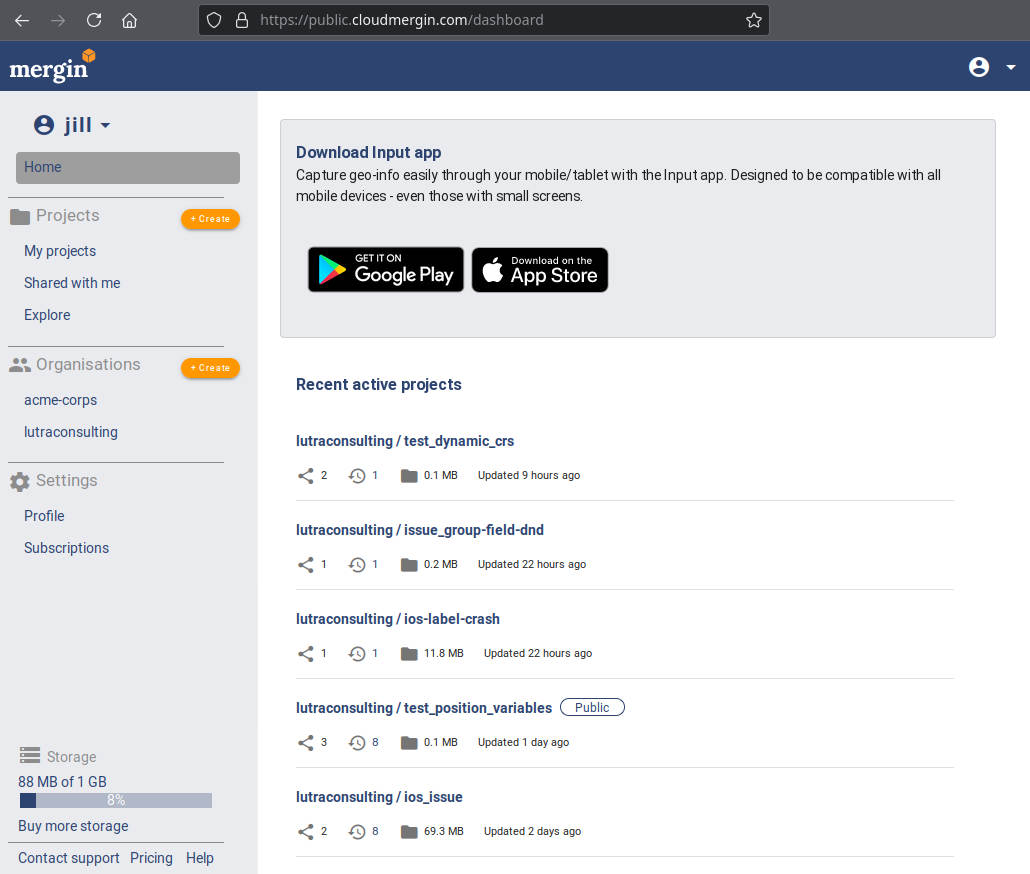 https://public.cloudmergin.com/dashboard
mergin
jill
Home
Projects
+ Create
My projects
Shared with me
Explore
Organisations
+ Create
acme-corps
lutraconsulting
Settings
Profile
Subscriptions
Storage
88 MB of 1 GB
8%
Buy more storage
Contact support Pricing Help
Download Input app
Capture geo-info easily through your mobile/tablet with the Input app. Designed to be compatible with all
mobile devices - even those with small screens.
GET IT ON
Google Play
Download on the
App Store
Recent active projects
lutraconsulting / test_dynamic_crs
2 1 0.1 MB Updated 9 hours ago
lutraconsulting / issue_group-field-dnd
1 1 0.2 MB Updated 22 hours ago
lutraconsulting / ios-label-crash
1 1 11.8 MB Updated 22 hours ago
lutraconsulting / test_position_variables Public
3 8 0.1 MB Updated 1 day ago
lutraconsulting / ios_issue
2 8 69.3 MB Updated 2 days ago